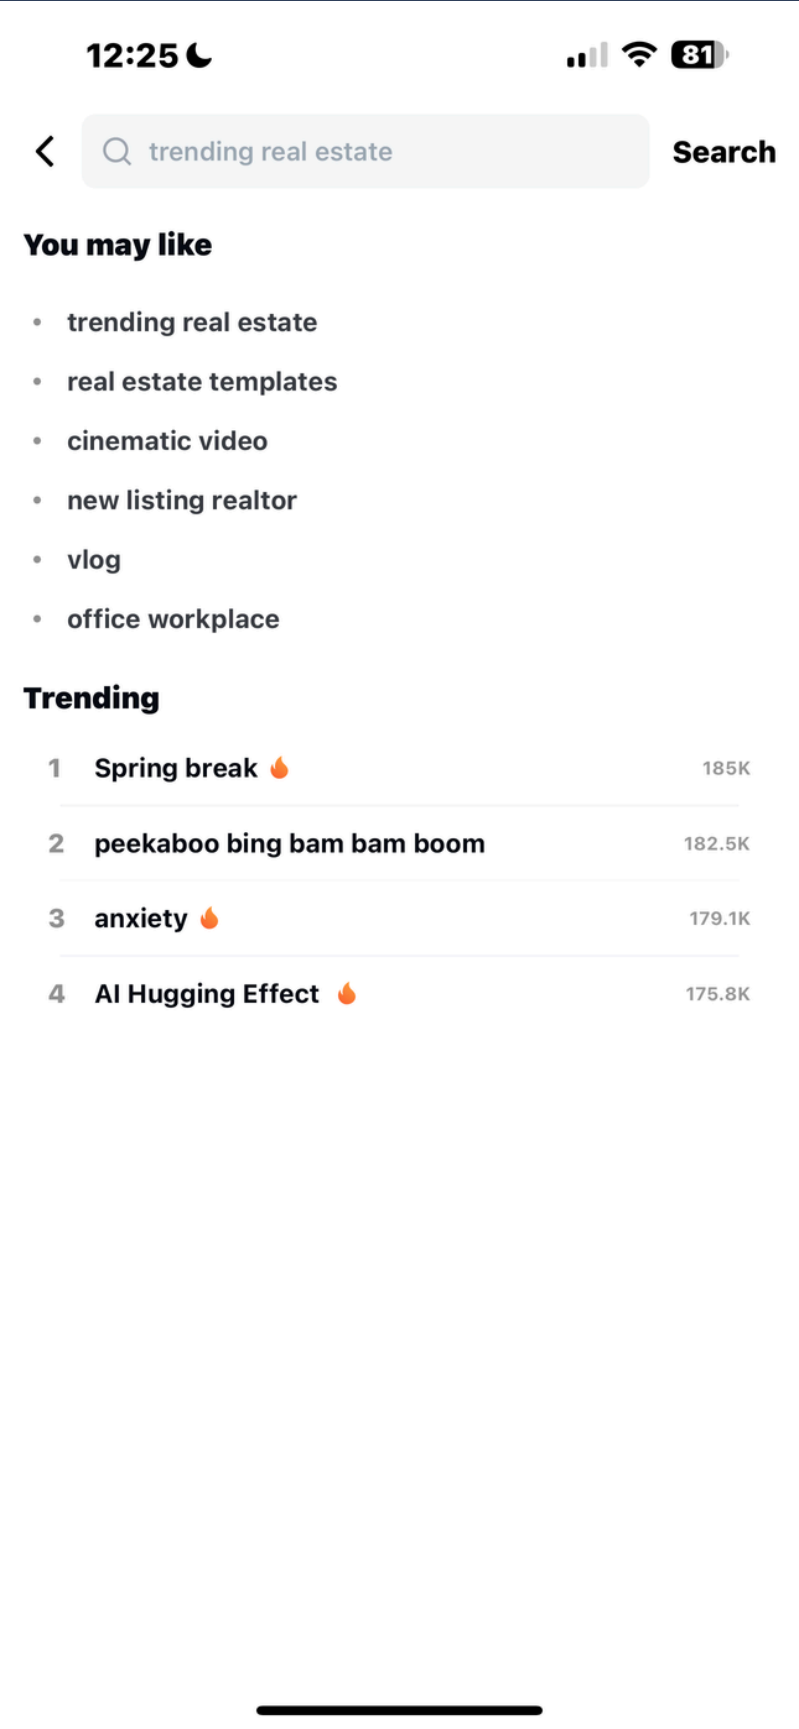 12:25
81
trending real estate
Search
You may like
• trending real estate
• real estate templates
• cinematic video
• new listing realtor
• vlog
• office workplace
Trending
1 Spring break 🔥 185K
2 peekaboo bing bam bam boom 182.5K
3 anxiety 🔥 179.1K
4 AI Hugging Effect 🔥 175.8K